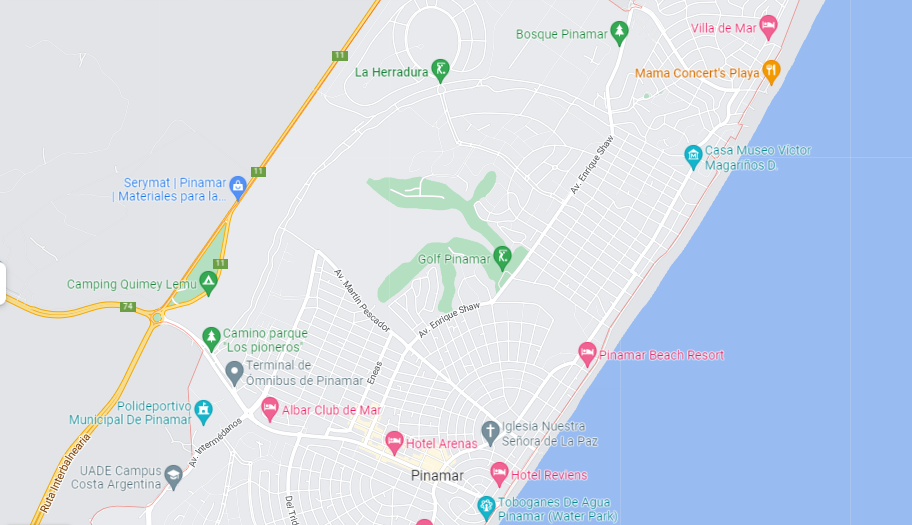 Bosque Pinamar
Villa de Mar
11
La Herradura
Mama Concert's Playa
Av. Enrique Shaw
Casa Museo Víctor
Magariños D.
11
Serymat | Pinamar
| Materiales para la...
Golf Pinamar
11
Camping Quimey Lemu
74
Av. Martín Pescador
Av. Enrique Shaw
Camino parque
"Los pioneros"
Pinamar Beach Resort
Terminal de
Ómnibus de Pinamar
Eneas
Polideportivo
Municipal De Pinamar
Albar Club de Mar
Av. Intermédanos
Iglesia Nuestra
Señora de La Paz
Hotel Arenas
Ruta Interbalnearia
UADE Campus
Costa Argentina
Pinamar
Hotel Reviens
Del Trid
Toboganes De Agua
Pinamar (Water Park)